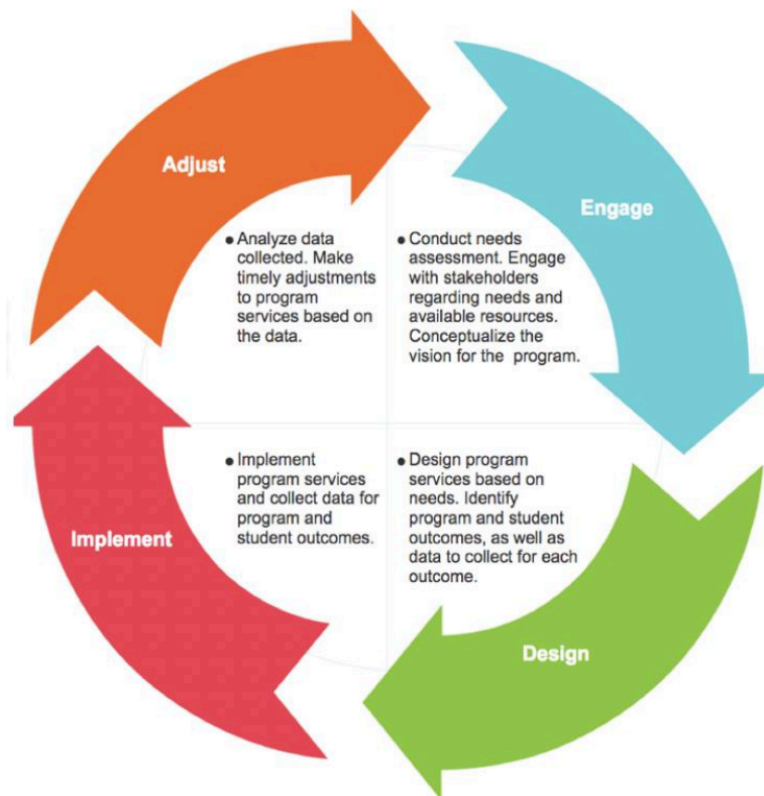 Adjust
• Analyze data
collected. Make
timely adjustments
to program
services based on
the data.
Engage
• Conduct needs
assessment. Engage
with stakeholders
regarding needs and
available resources.
Conceptualize the
vision for the program.
Implement
• Implement
program services
and collect data for
program and
student outcomes.
• Design program
services based on
needs. Identify
program and student
outcomes, as well as
data to collect for each
outcome.
Design